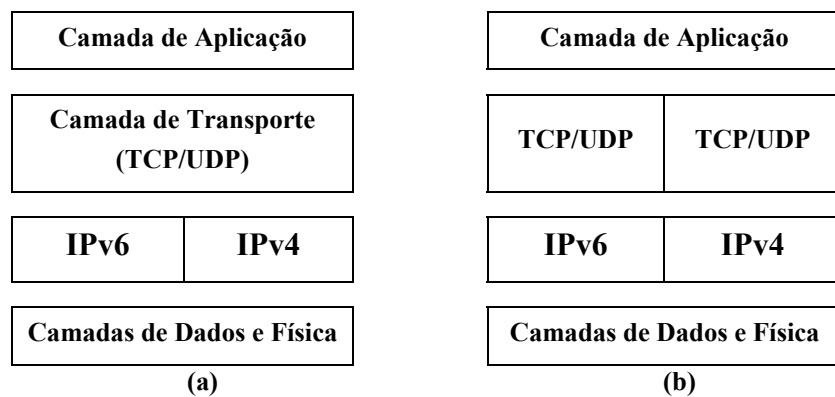 Camada de Aplicação
Camada de Transporte
(TCP/UDP)
IPv6 IPv4
Camadas de Dados e Física
(a)
Camada de Aplicação
TCP/UDP TCP/UDP
IPv6 IPv4
Camadas de Dados e Física
(b)